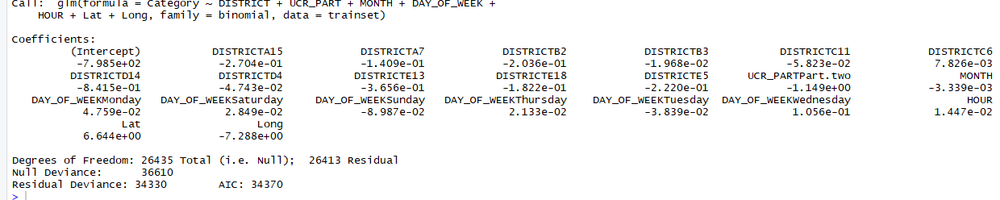 Call:  glm(formula = Category ~ DISTRICT + UCR_PART + MONTH + DAY_OF_WEEK +
    HOUR + Lat + Long, family = binomial, data = trainset)

Coefficients:
         (Intercept)          DISTRICTA15           DISTRICTA7           DISTRICTB2           DISTRICTB3          DISTRICTC11           DISTRICTC6
          -7.985e+02           -2.704e-01           -1.409e-01           -2.036e-01           -1.968e-02           -5.823e-02            7.826e-03
         DISTRICTD14           DISTRICTD4          DISTRICTE13          DISTRICTE18           DISTRICTE5     UCR_PARTPart.two                MONTH
          -8.415e-01           -4.743e-02           -3.656e-01           -1.822e-01           -2.220e-01           -1.149e+00           -3.339e-03
   DAY_OF_WEEKMonday  DAY_OF_WEEKSaturday    DAY_OF_WEEKSunday  DAY_OF_WEEKThursday   DAY_OF_WEEKTuesday DAY_OF_WEEKWednesday                 HOUR
           4.759e-02            2.849e-02           -8.987e-02            2.133e-02           -3.839e-02            1.056e-01            1.447e-02
                 Lat                 Long
           6.644e+00           -7.288e+00

Degrees of Freedom: 26435 Total (i.e. Null);  26413 Residual
Null Deviance:      36610
Residual Deviance: 34330        AIC: 34370
>